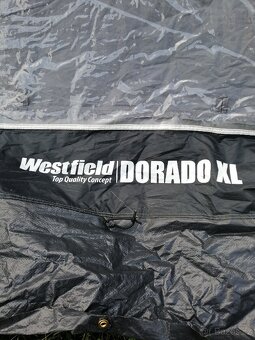 Westfield DORADO XL
Top Quality Concept